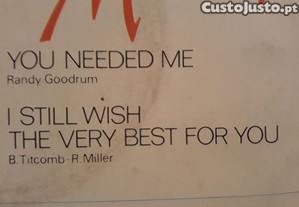 CustoJusto.pt
YOU NEEDED ME
Randy Goodrum
I STILL WISH
THE VERY BEST FOR YOU
B. Titcomb · R. Miller